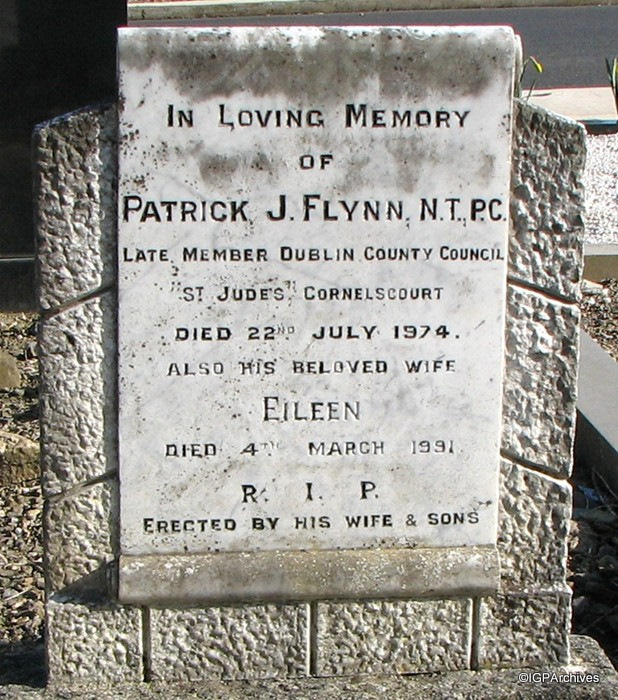 In Loving Memory
OF
Patrick J. Flynn, N.T., P.C.
Late Member Dublin County Council
"St Jude's" Cornelscourt
DIED 22ND JULY 1974.
ALSO HIS BELOVED WIFE
Eileen
DIED 4TH MARCH 1991
R. I. P.
Erected by his wife & sons
©IGPArchives